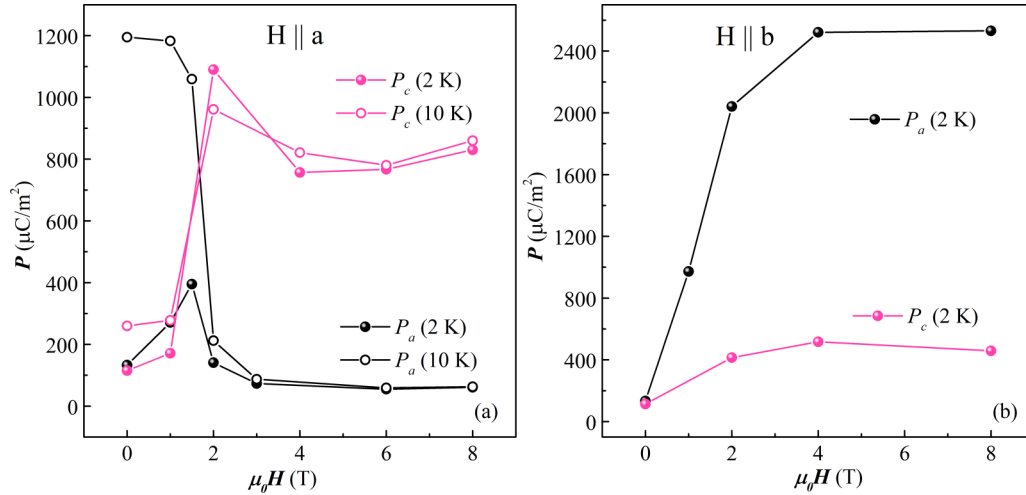 H || a
1200
1000
800
600
400
200
0
P (μC/m²)
P_c (2 K)
P_c (10 K)
P_a (2 K)
P_a (10 K)
(a)
0 2 4 6 8
μ₀H (T)
H || b
2400
2000
1600
1200
800
400
0
P (μC/m²)
P_a (2 K)
P_c (2 K)
(b)
0 2 4 6 8
μ₀H (T)